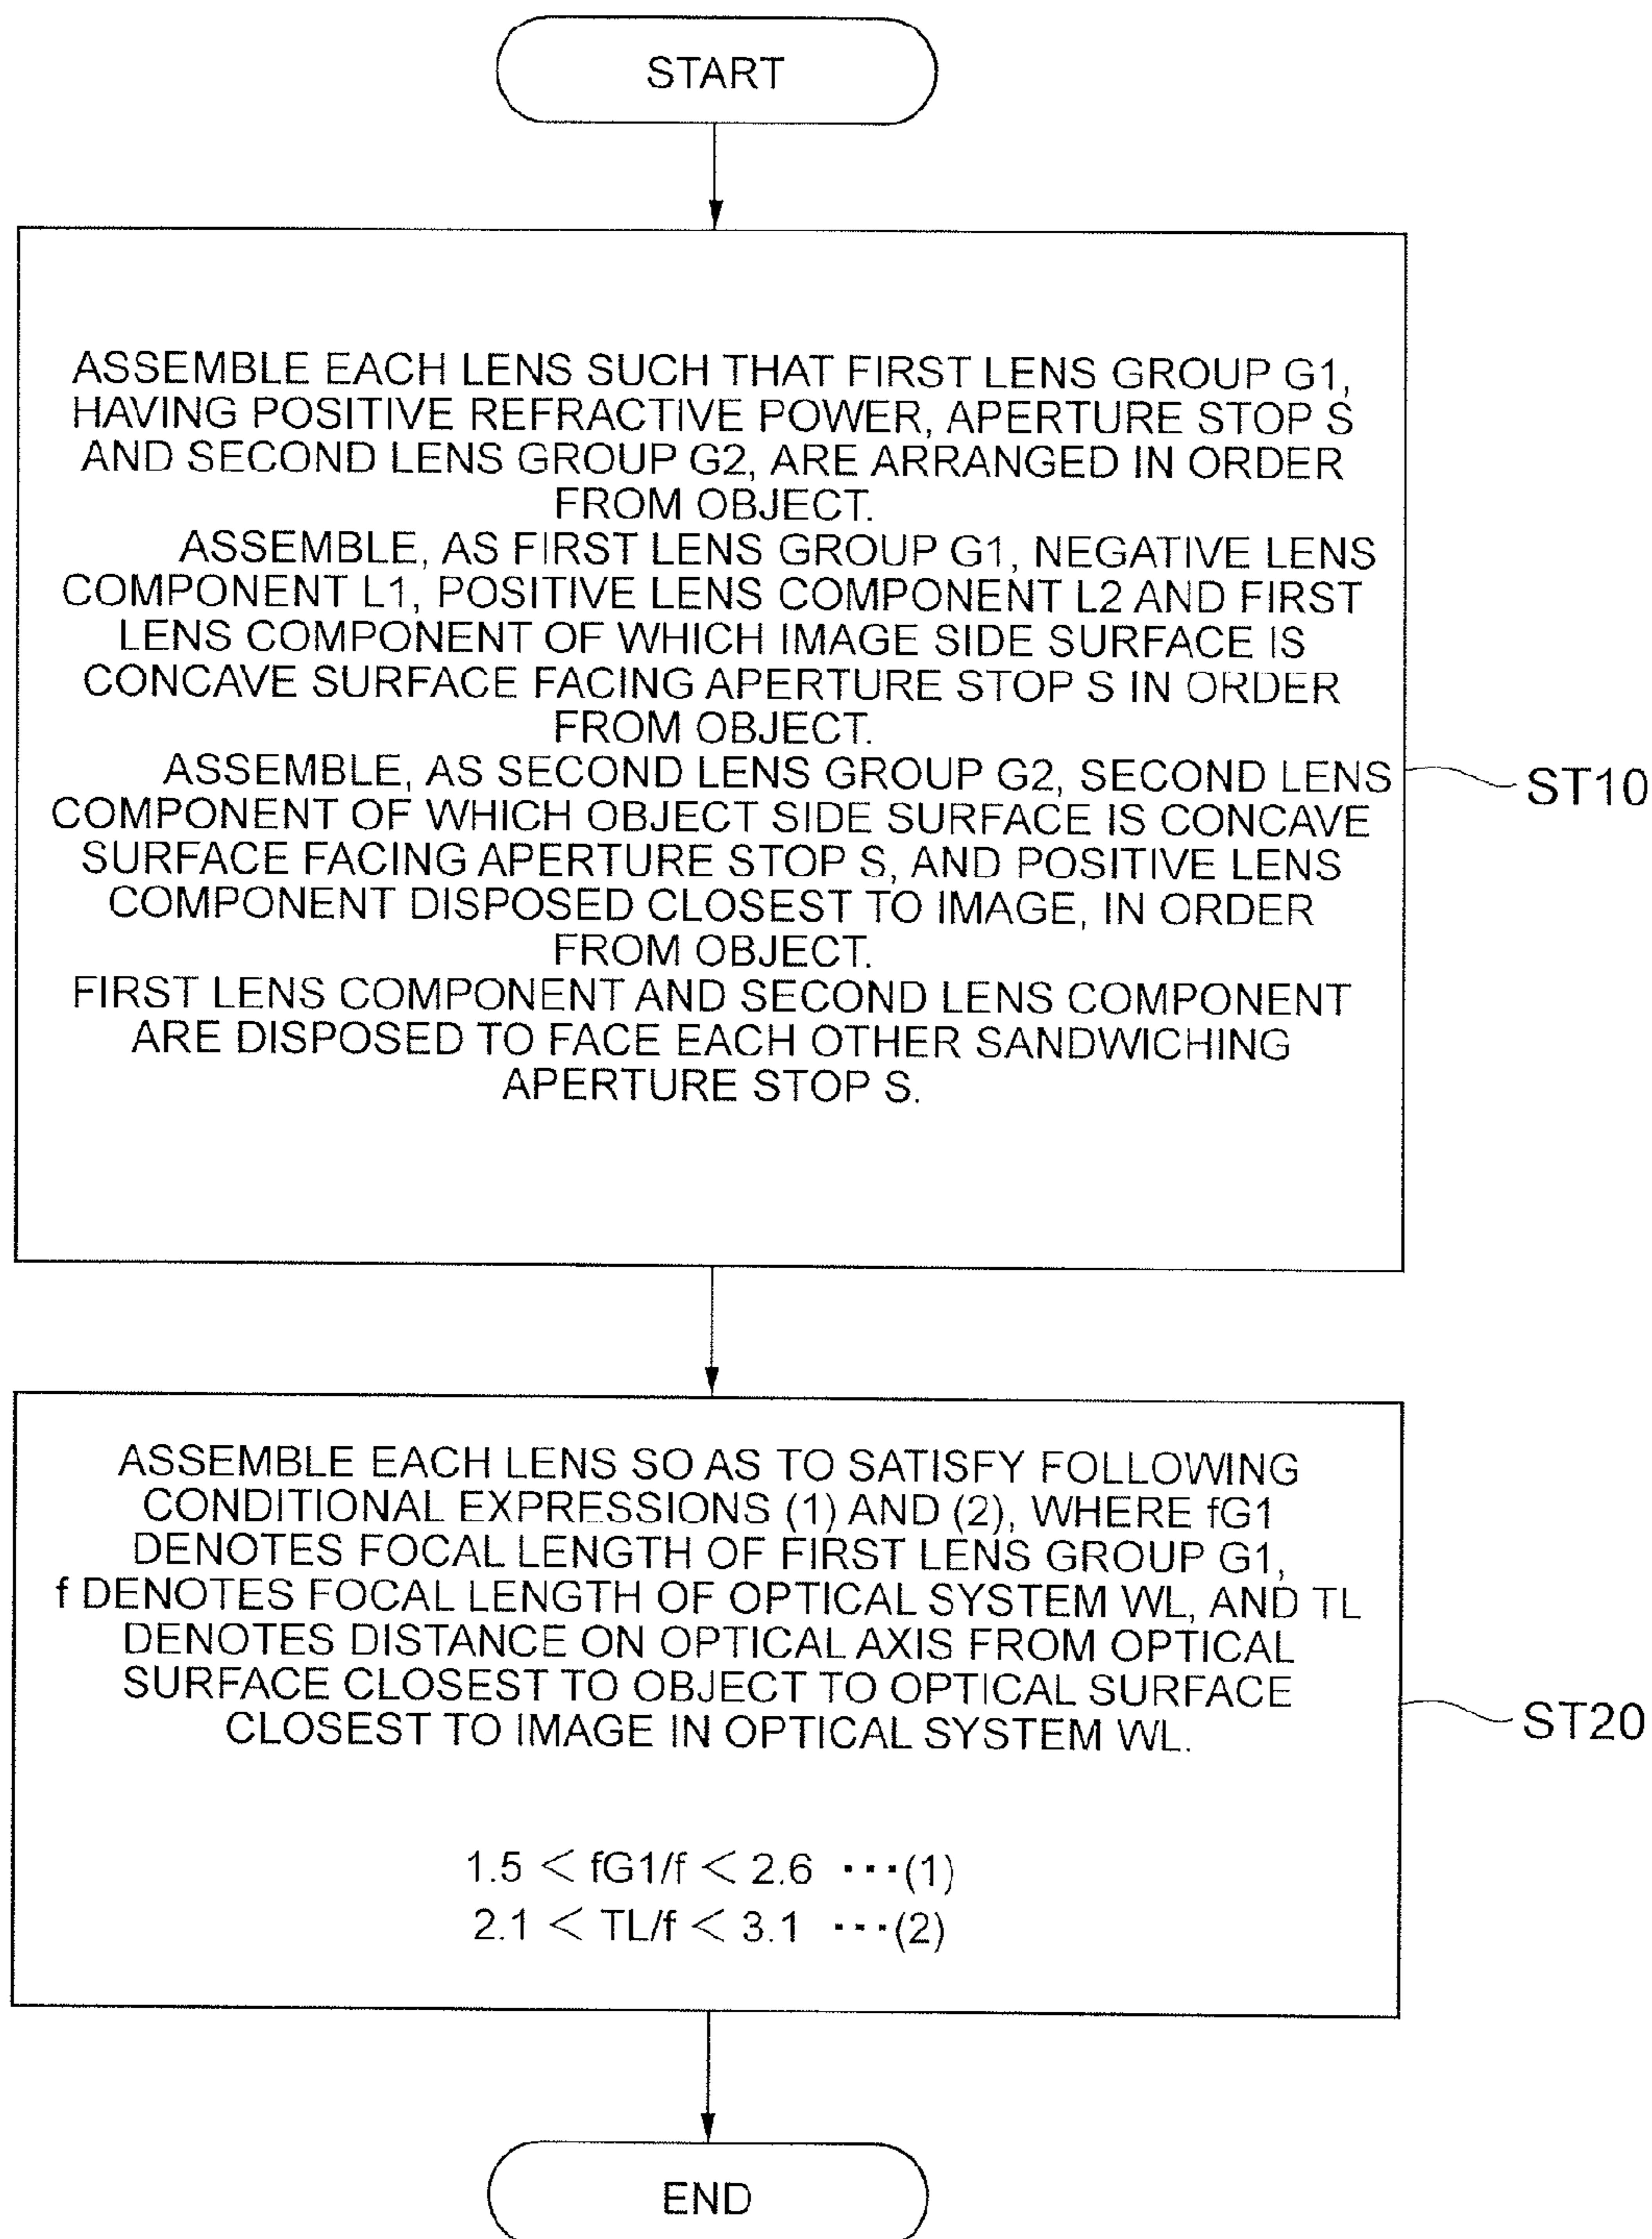 START
ASSEMBLE EACH LENS SUCH THAT FIRST LENS GROUP G1,
HAVING POSITIVE REFRACTIVE POWER, APERTURE STOP S
AND SECOND LENS GROUP G2, ARE ARRANGED IN ORDER
FROM OBJECT.
ASSEMBLE, AS FIRST LENS GROUP G1, NEGATIVE LENS
COMPONENT L1, POSITIVE LENS COMPONENT L2 AND FIRST
LENS COMPONENT OF WHICH IMAGE SIDE SURFACE IS
CONCAVE SURFACE FACING APERTURE STOP S IN ORDER
FROM OBJECT.
ASSEMBLE, AS SECOND LENS GROUP G2, SECOND LENS
COMPONENT OF WHICH OBJECT SIDE SURFACE IS CONCAVE
SURFACE FACING APERTURE STOP S, AND POSITIVE LENS
COMPONENT DISPOSED CLOSEST TO IMAGE, IN ORDER
FROM OBJECT.
FIRST LENS COMPONENT AND SECOND LENS COMPONENT
ARE DISPOSED TO FACE EACH OTHER SANDWICHING
APERTURE STOP S.
ST10
ASSEMBLE EACH LENS SO AS TO SATISFY FOLLOWING
CONDITIONAL EXPRESSIONS (1) AND (2), WHERE fG1
DENOTES FOCAL LENGTH OF FIRST LENS GROUP G1,
f DENOTES FOCAL LENGTH OF OPTICAL SYSTEM WL, AND TL
DENOTES DISTANCE ON OPTICAL AXIS FROM OPTICAL
SURFACE CLOSEST TO OBJECT TO OPTICAL SURFACE
CLOSEST TO IMAGE IN OPTICAL SYSTEM WL.
ST20
1.5 < fG1/f < 2.6 ⋯(1)
2.1 < TL/f < 3.1 ⋯(2)
END